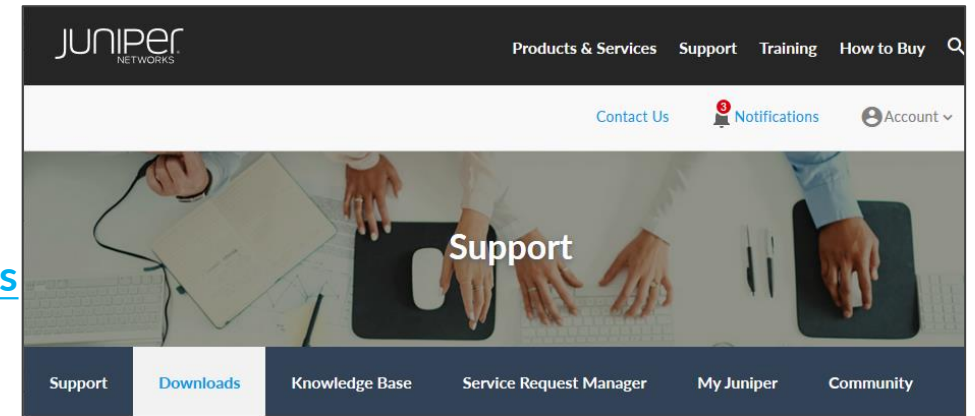 JUNIPER
NETWORKS
Products & Services Support Training How to Buy
Contact Us 3 Notifications Account
Support
s
Support Downloads Knowledge Base Service Request Manager My Juniper Community